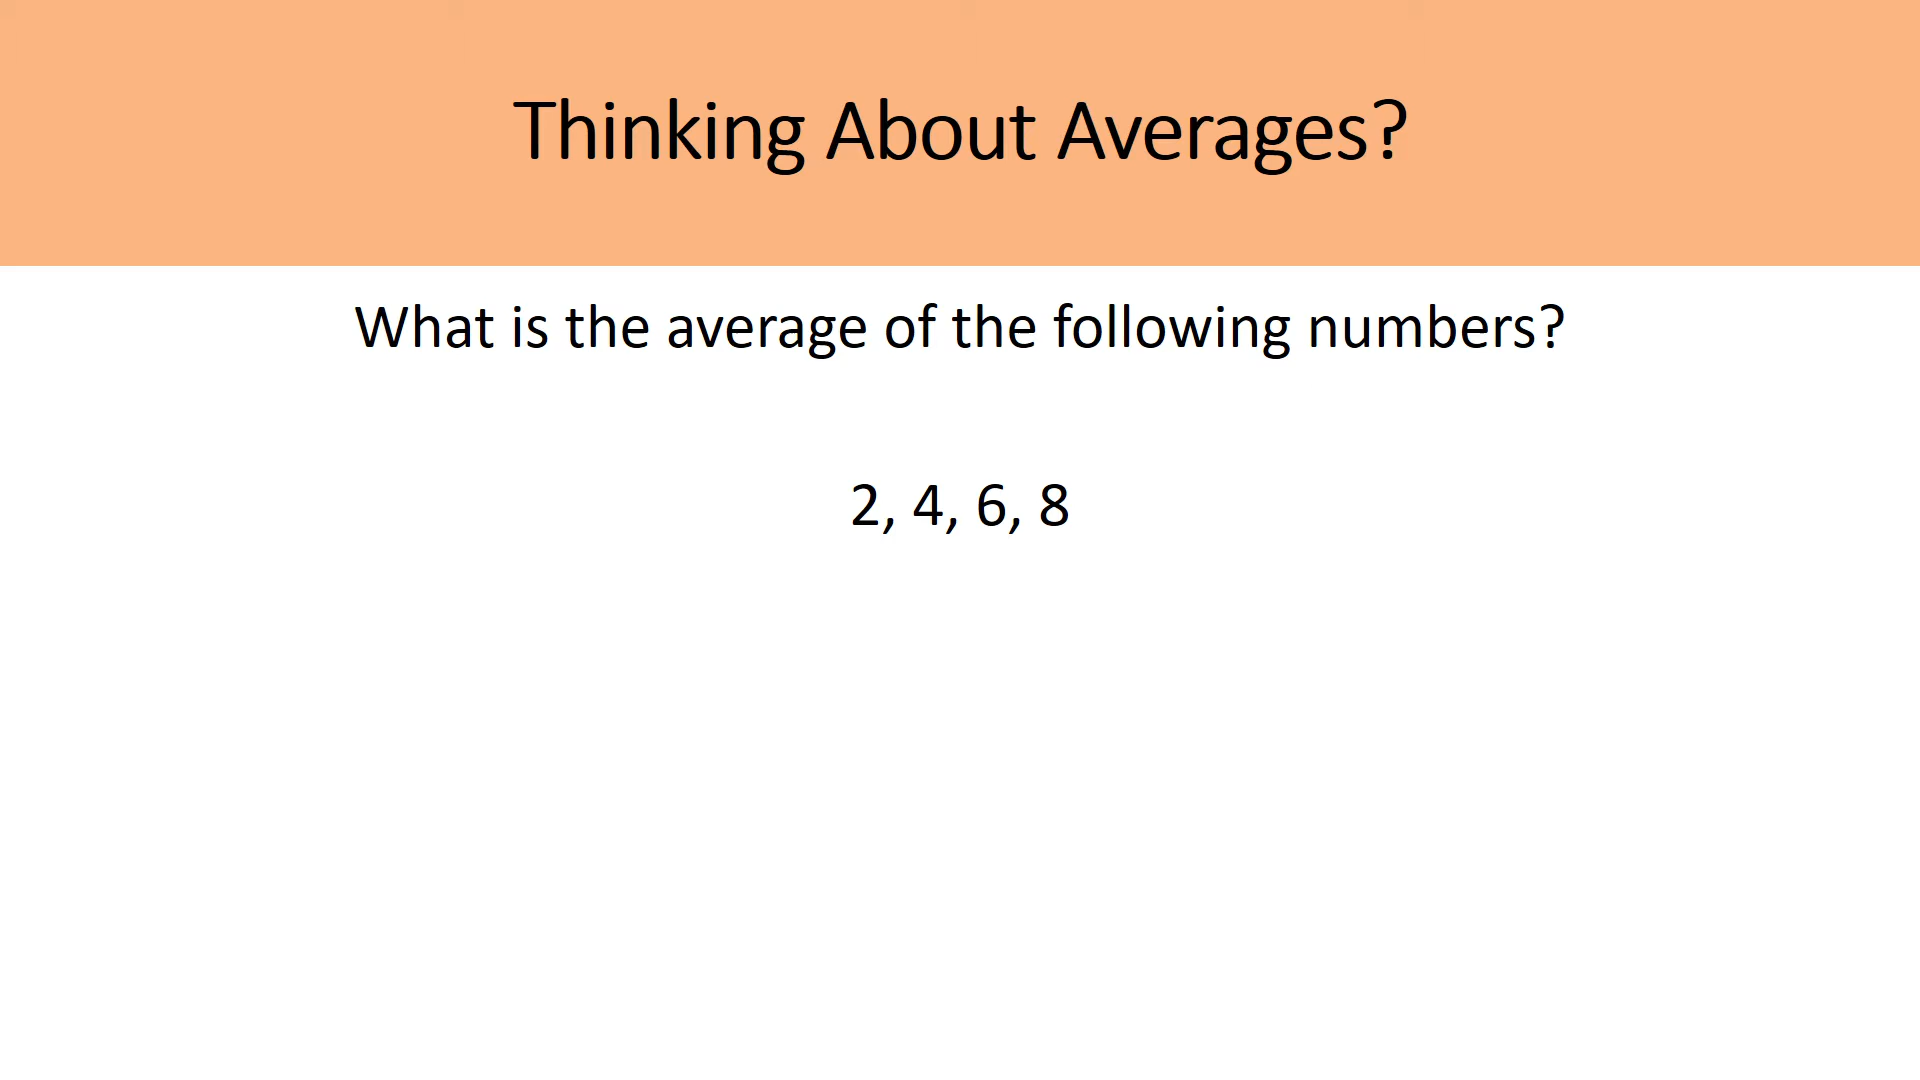 Thinking About Averages?
What is the average of the following numbers?
2, 4, 6, 8